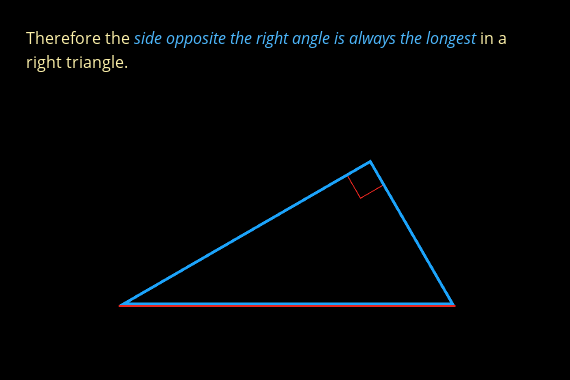 Therefore the side opposite the right angle is always the longest in a
right triangle.